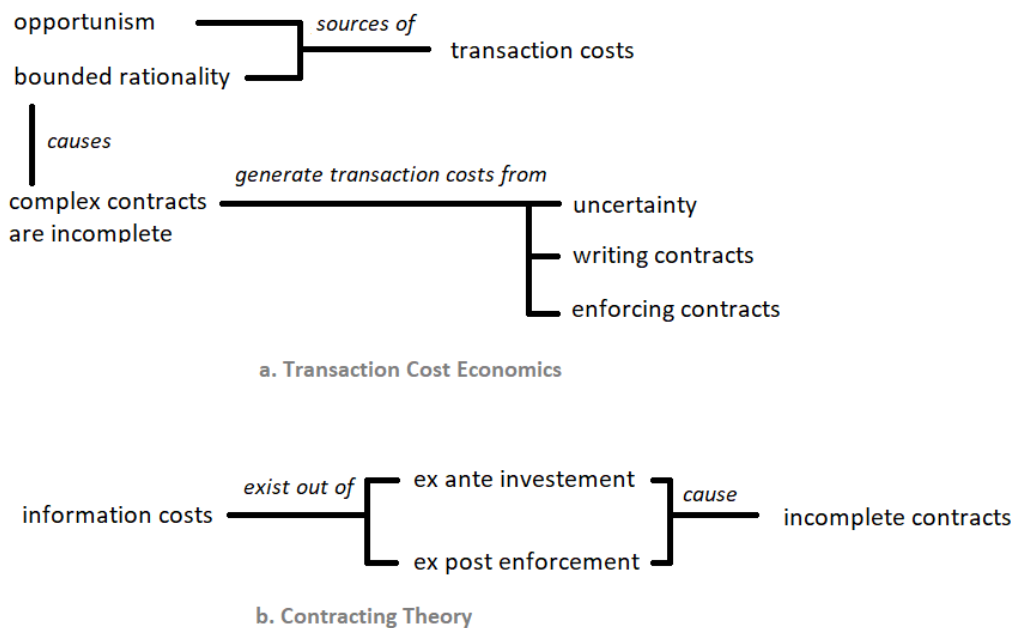 opportunism
sources of
transaction costs
bounded rationality
causes
generate transaction costs from
complex contracts
are incomplete
uncertainty
writing contracts
enforcing contracts
a. Transaction Cost Economics
ex ante investement
exist out of
cause
information costs
incomplete contracts
ex post enforcement
b. Contracting Theory